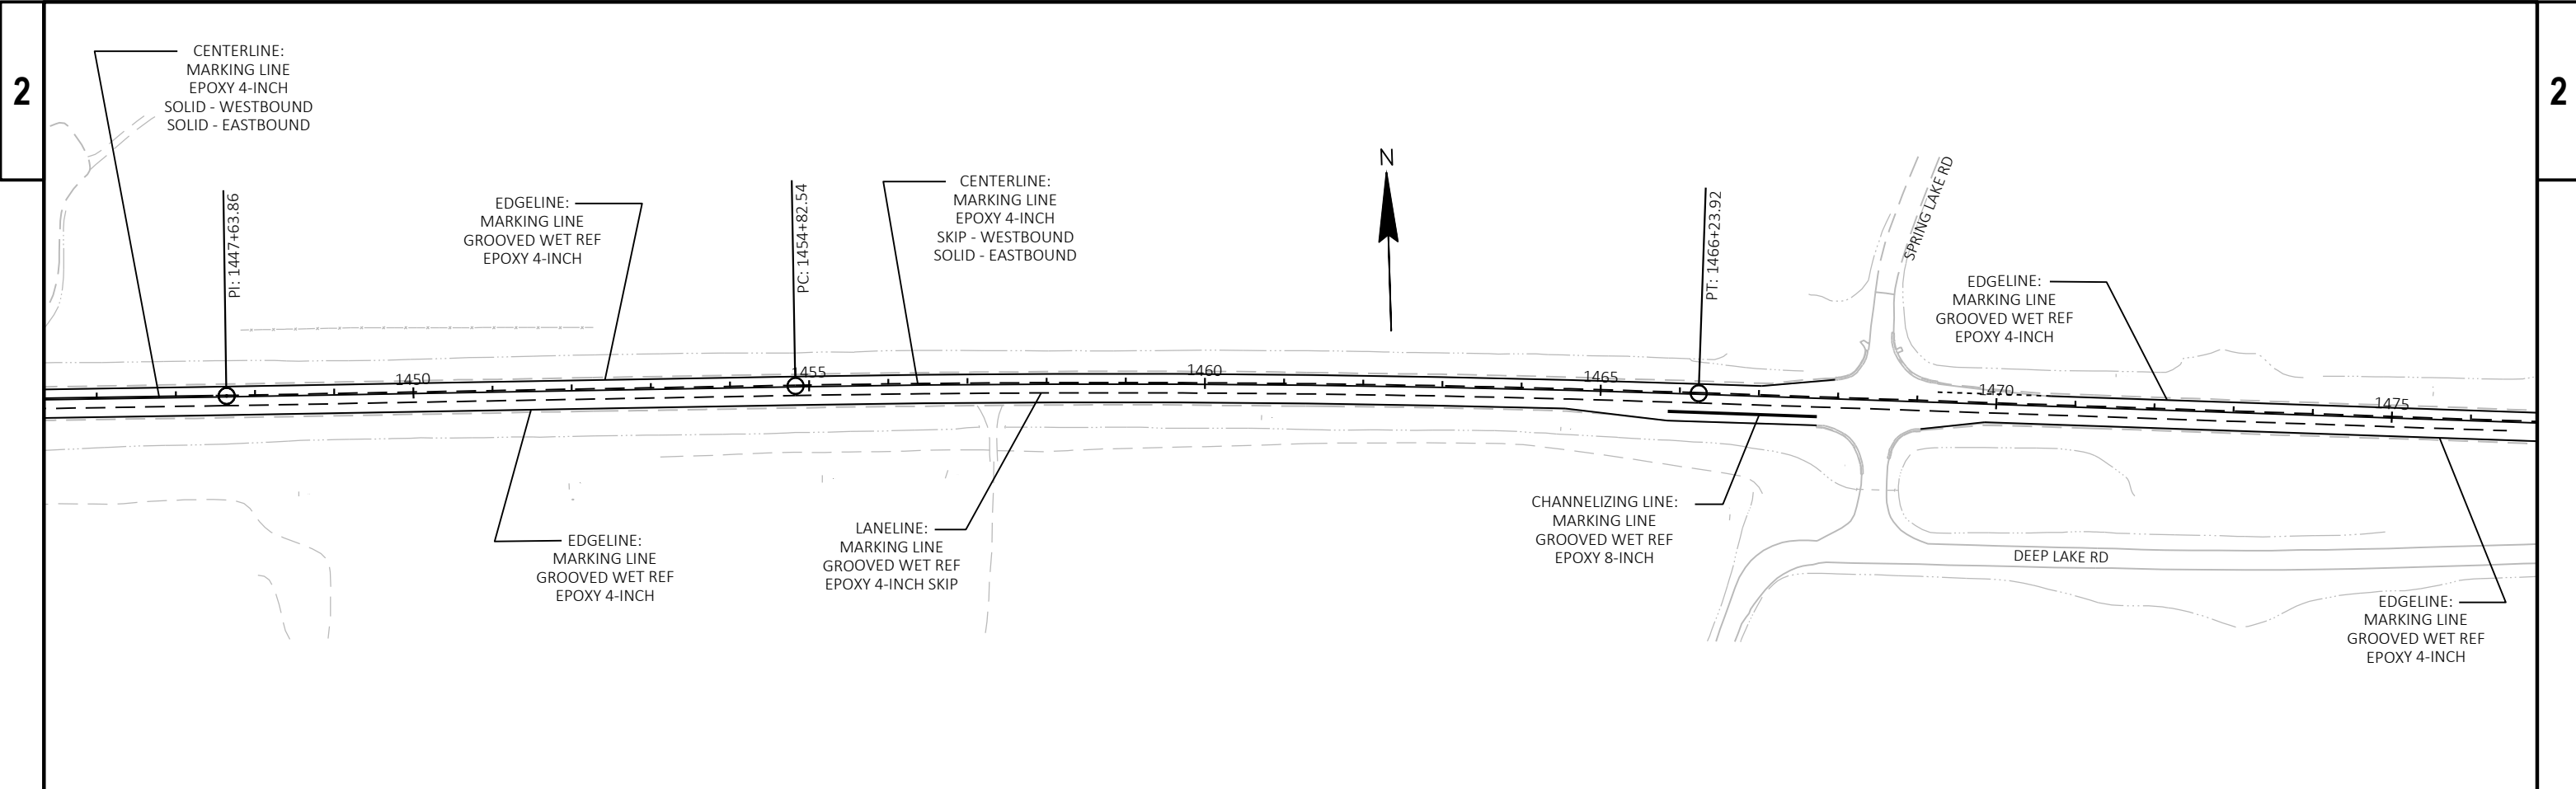 2
2
CENTERLINE:
MARKING LINE
EPOXY 4-INCH
SOLID - WESTBOUND
SOLID - EASTBOUND
PI: 1447+63.86
EDGELINE:
MARKING LINE
GROOVED WET REF
EPOXY 4-INCH
PC: 1454+82.54
CENTERLINE:
MARKING LINE
EPOXY 4-INCH
SKIP - WESTBOUND
SOLID - EASTBOUND
N
PT: 1466+23.92
SPRING LAKE RD
EDGELINE:
MARKING LINE
GROOVED WET REF
EPOXY 4-INCH
1450
1455
1460
1465
1470
1475
EDGELINE:
MARKING LINE
GROOVED WET REF
EPOXY 4-INCH
LANELINE:
MARKING LINE
GROOVED WET REF
EPOXY 4-INCH SKIP
CHANNELIZING LINE:
MARKING LINE
GROOVED WET REF
EPOXY 8-INCH
DEEP LAKE RD
EDGELINE:
MARKING LINE
GROOVED WET REF
EPOXY 4-INCH